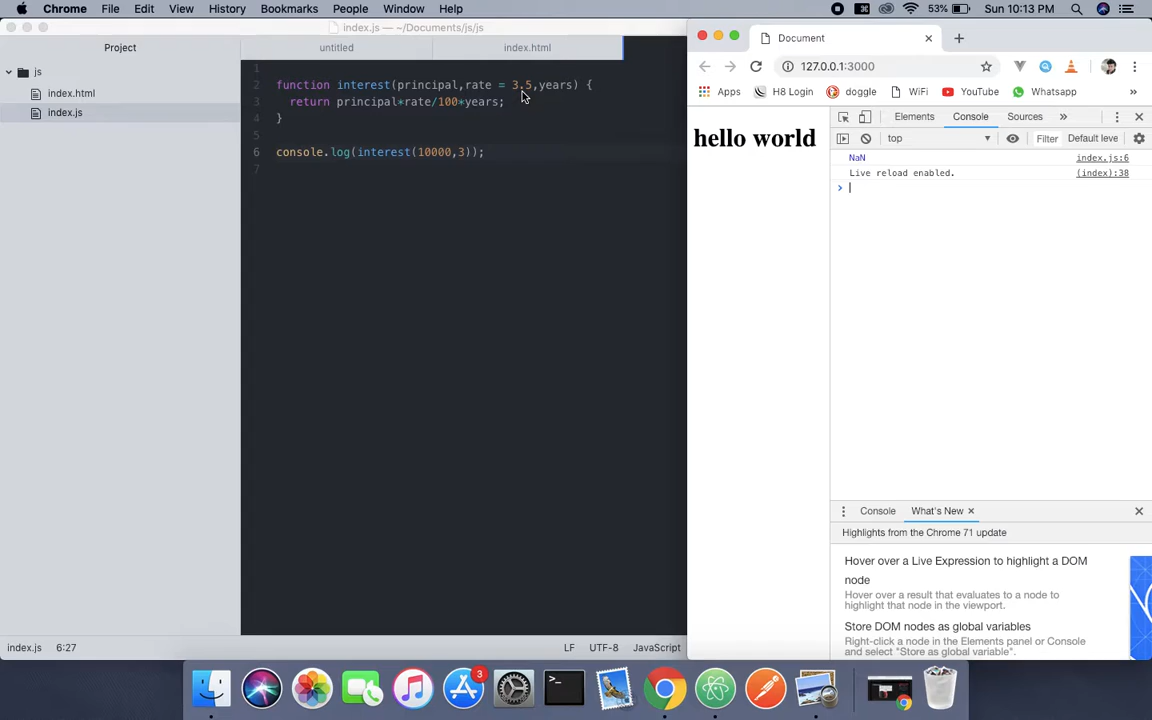 Chrome File Edit View History Bookmarks People Window Help 53% Sun 10:13 PM
index.js — ~/Documents/js/js
Project
untitled
index.html
js
index.html
index.js
1
2 function interest(principal,rate = 3.5,years) {
3 return principal*rate/100*years;
4 }
5
6 console.log(interest(10000,3));
7
index.js 6:27 LF UTF-8 JavaScript
Document
127.0.0.1:3000
Apps H8 Login doggle WiFi YouTube Whatsapp »
hello world
Elements Console Sources »
top Filter Default leve
NaN index.js:6
Live reload enabled. (index):38
>
Console What's New
Highlights from the Chrome 71 update
Hover over a Live Expression to highlight a DOM
node
Hover over a result that evaluates to a node to
highlight that node in the viewport.
Store DOM nodes as global variables
Right-click a node in the Elements panel or Console
and select "Store as global variable".
3
>_